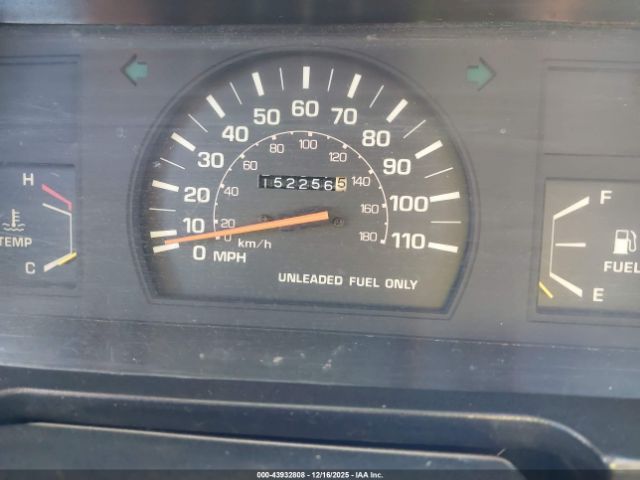 60
50 70
40 80
30 90
20 100
10 110
0 MPH
100
80 120
60 140
40 160
20 180
0 km/h
1522565
UNLEADED FUEL ONLY
H
TEMP
C
F
FUEL
E
000-43932808 - 12/16/2025 - IAA Inc.